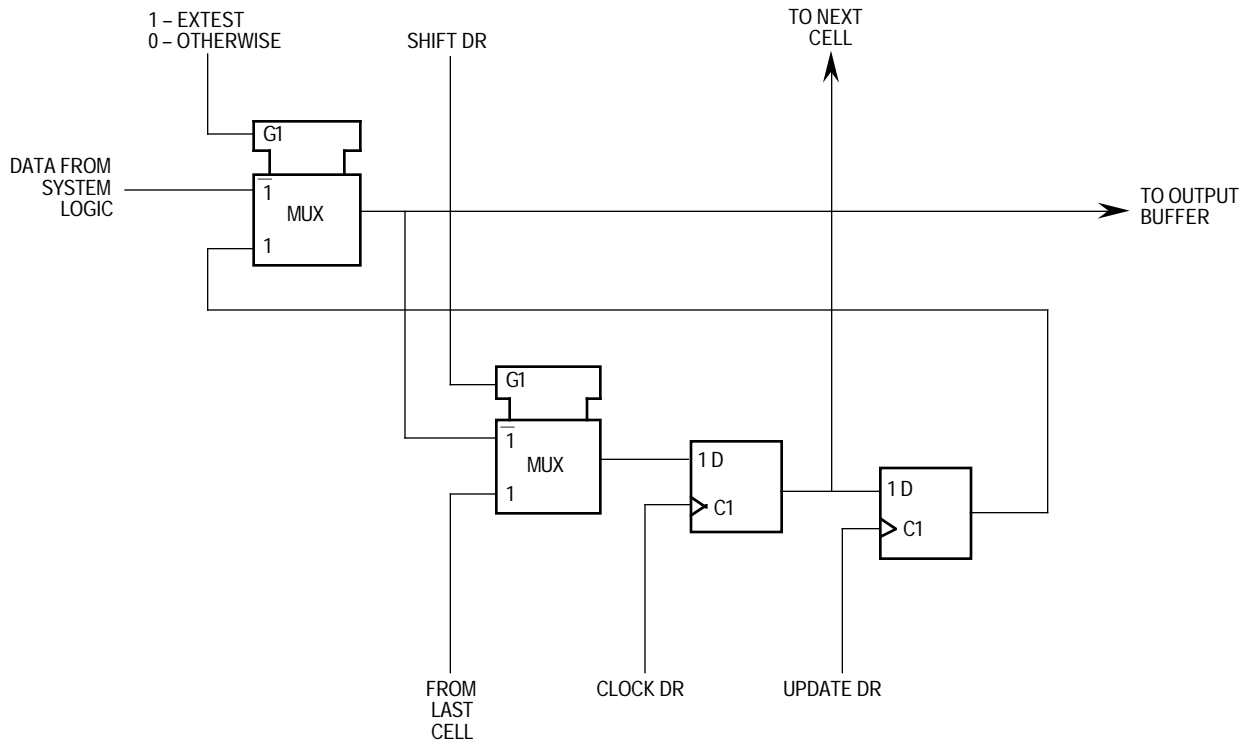 1 – EXTEST
0 – OTHERWISE
SHIFT DR
TO NEXT
CELL
G1
DATA FROM
SYSTEM
LOGIC
1
MUX
1
TO OUTPUT
BUFFER
G1
1
MUX
1
1 D
C1
1 D
C1
FROM
LAST
CELL
CLOCK DR
UPDATE DR